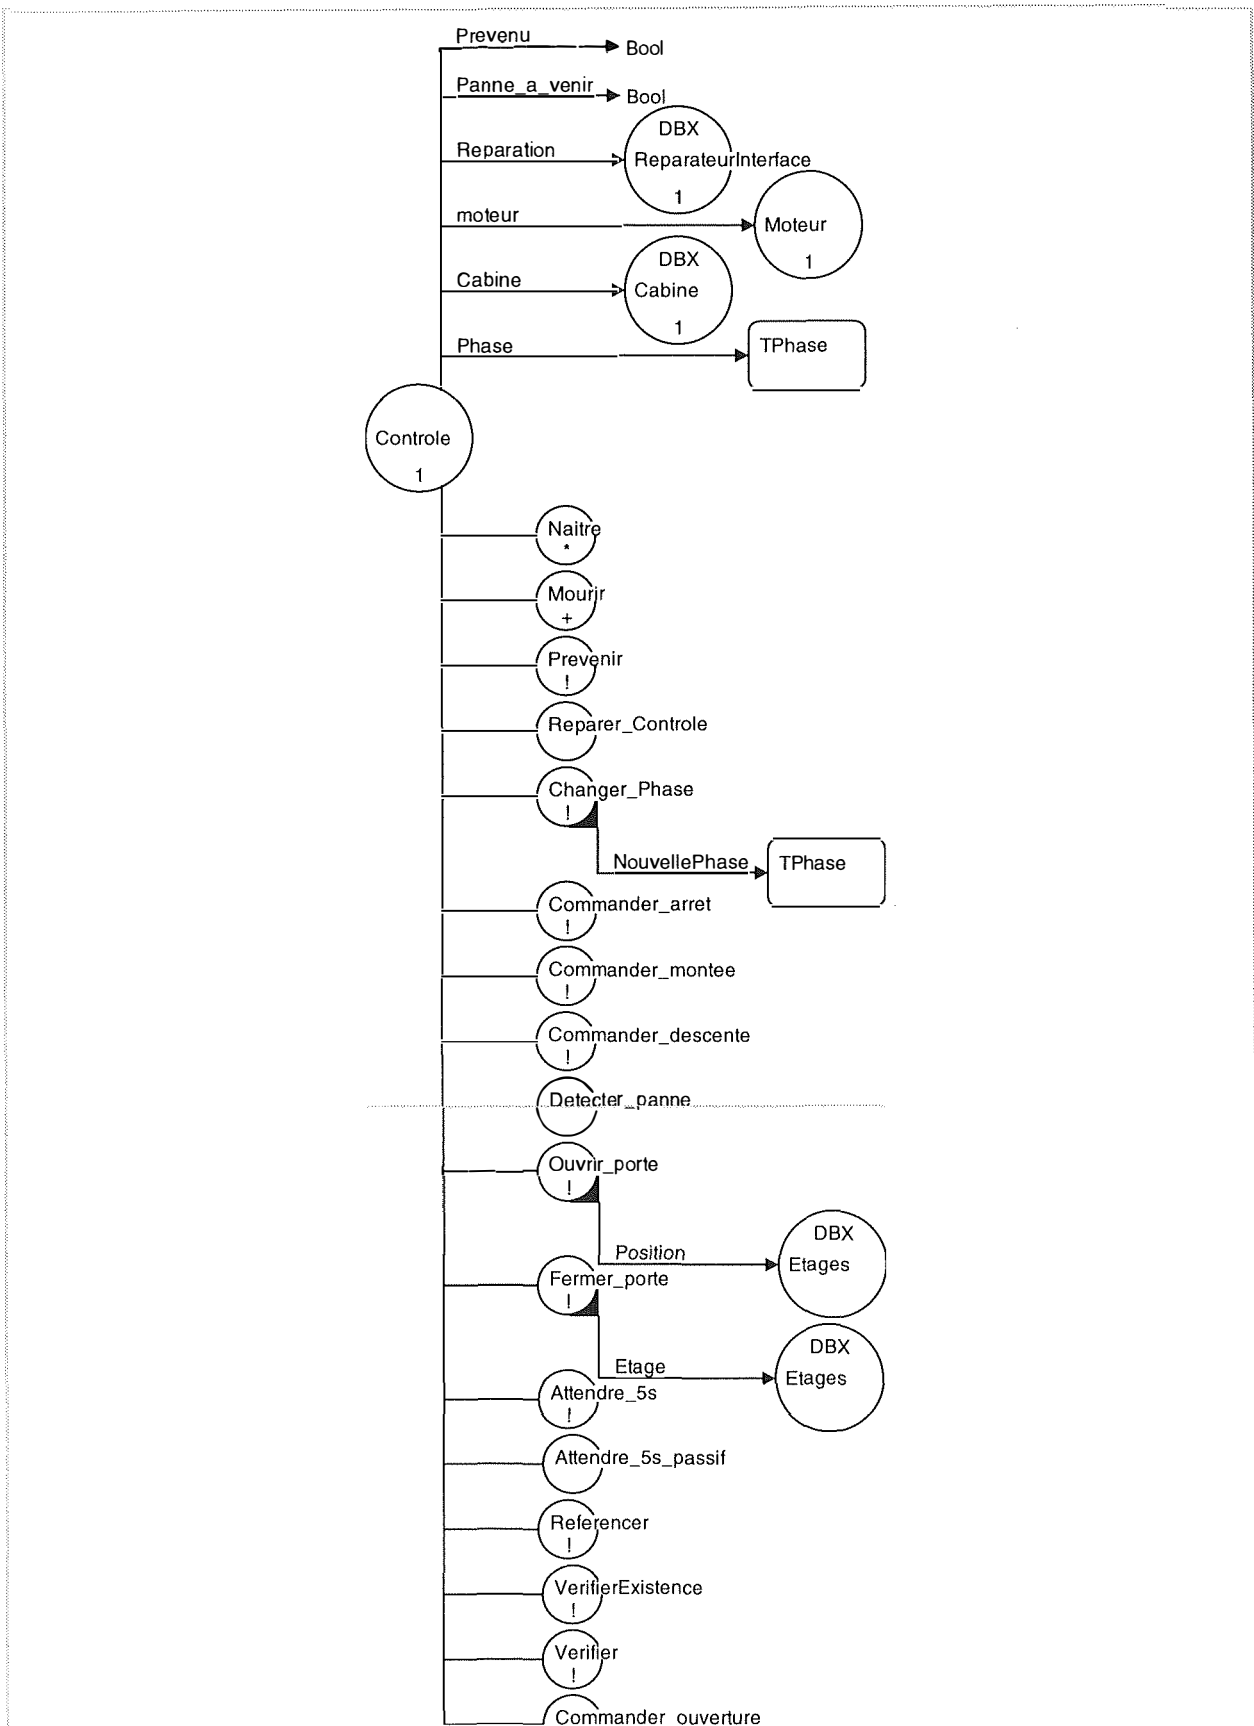 Prevenu
Bool
Panne_a_venir
Bool
DBX
Reparation
ReparateurInterface
1
moteur
Moteur
1
DBX
Cabine
Cabine
1
Phase
TPhase
Controle
1
Naitre
*
Mourir
+
Prevenir
!
Reparer_Controle
Changer_Phase
!
NouvellePhase
TPhase
Commander_arret
!
Commander_montee
!
Commander_descente
!
Detecter_panne
Ouvrir_porte
!
DBX
Position
Etages
Fermer_porte
!
DBX
Etage
Etages
Attendre_5s
!
Attendre_5s_passif
Referencer
!
VerifierExistence
!
Verifier
!
Commander_ouverture